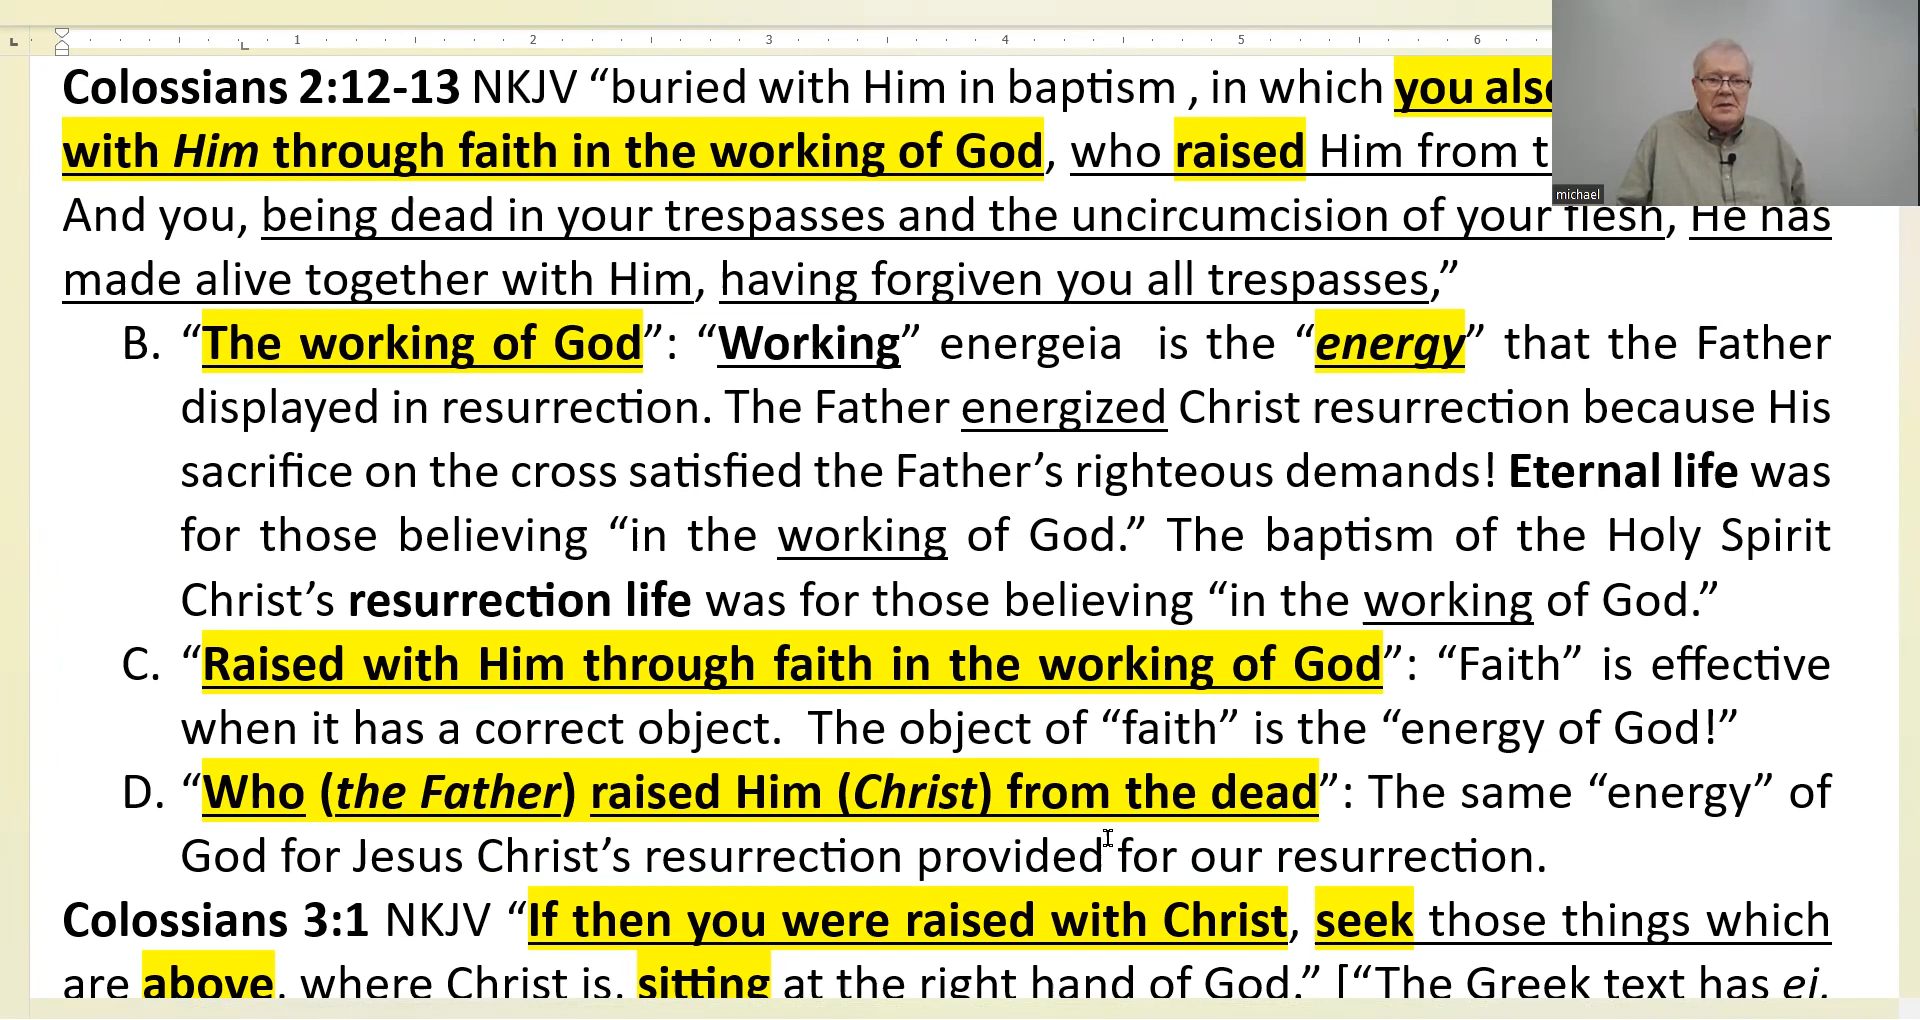 1 2 3 4 5 6
Colossians 2:12-13 NKJV “buried with Him in baptism , in which you also
with Him through faith in the working of God, who raised Him from
michael
And you, being dead in your trespasses and the uncircumcision of your flesh, He has
made alive together with Him, having forgiven you all trespasses,”
B. “The working of God”: “Working” energeia is the “energy” that the Father
displayed in resurrection. The Father energized Christ resurrection because His
sacrifice on the cross satisfied the Father’s righteous demands! Eternal life was
for those believing “in the working of God.” The baptism of the Holy Spirit
Christ’s resurrection life was for those believing “in the working of God.”
C. “Raised with Him through faith in the working of God”: “Faith” is effective
when it has a correct object. The object of “faith” is the “energy of God!”
D. “Who (the Father) raised Him (Christ) from the dead”: The same “energy” of
God for Jesus Christ’s resurrection provided for our resurrection.
Colossians 3:1 NKJV “If then you were raised with Christ, seek those things which
are above, where Christ is, sitting at the right hand of God.” [“The Greek text has ei,